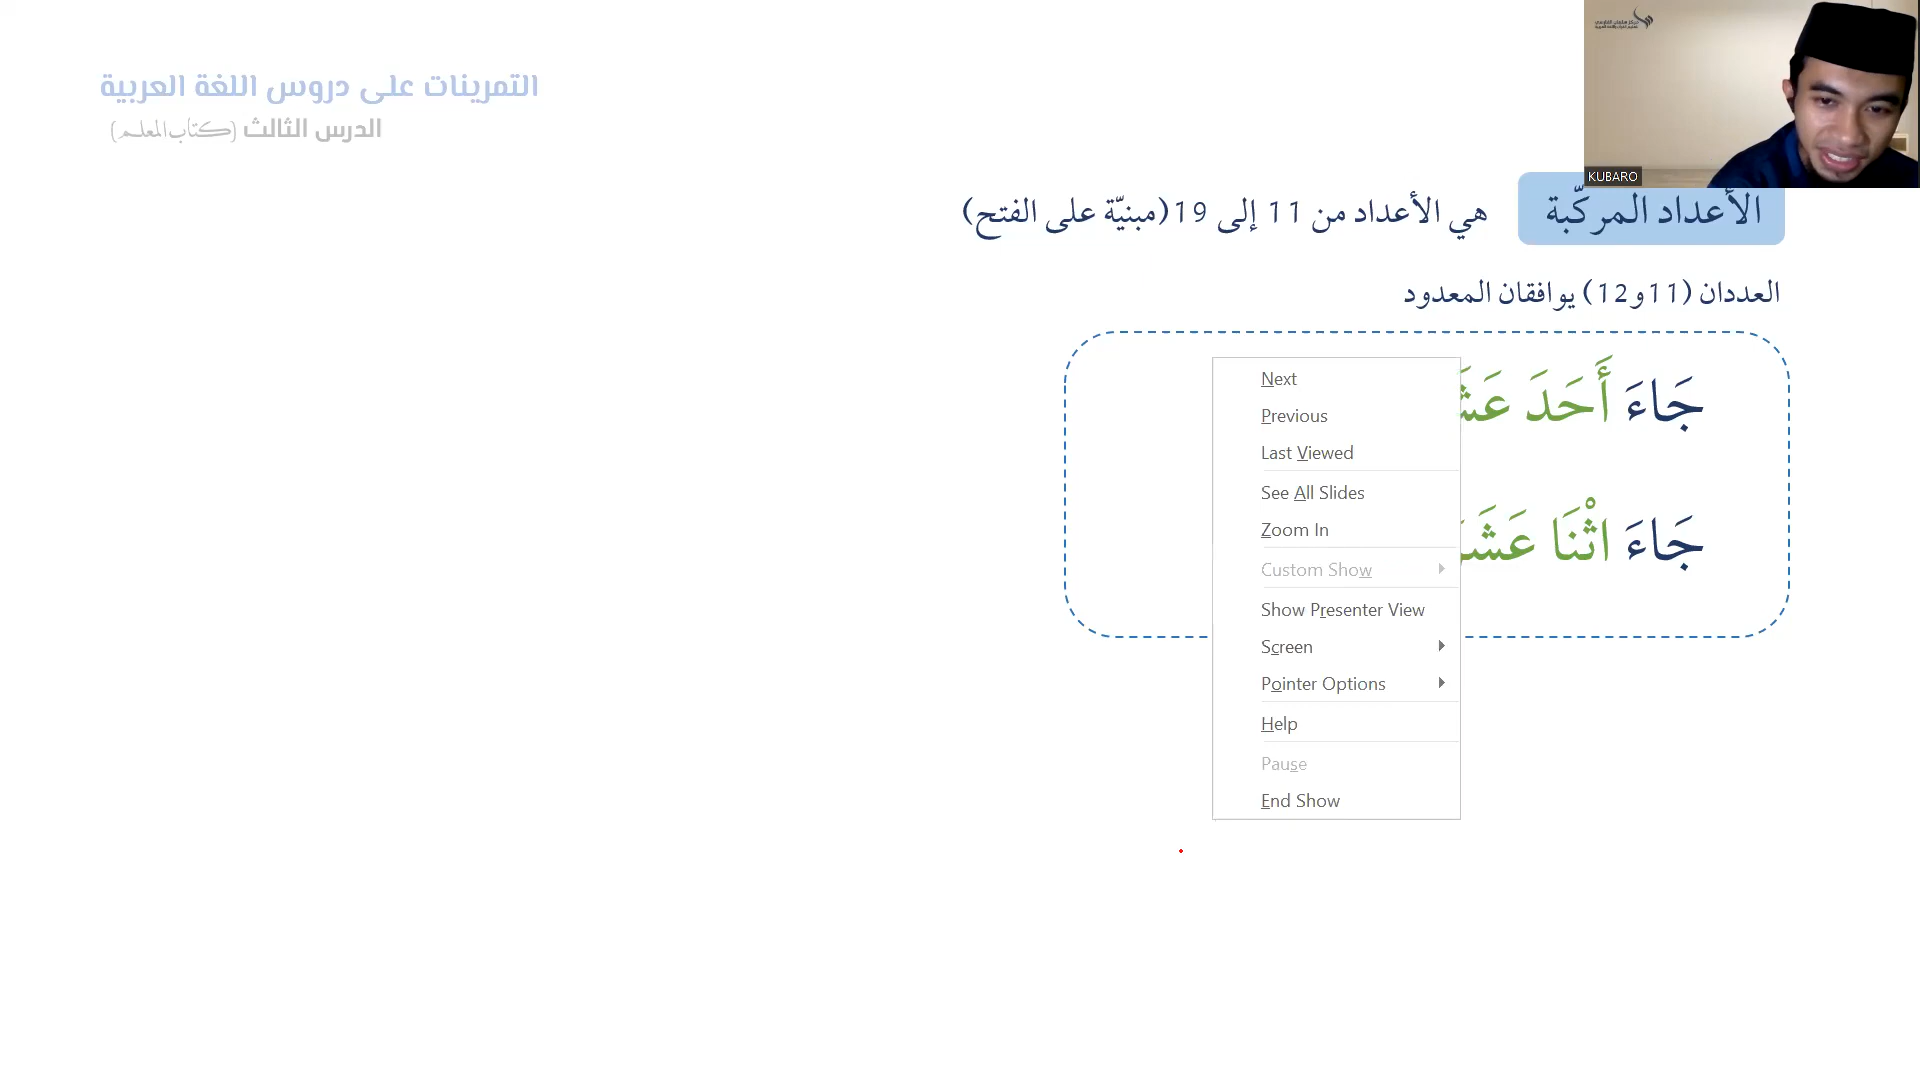 التمرينات على دروس اللغة العربية
الدرس الثالث (كتاب المعلم)
KUBARO
الأعداد المركّبة
هي الأعداد من 11 إلى 19 (مبنيّة على الفتح)
العددان (11 و12) يوافقان المعدود
جَاءَ أَحَدَ
جَاءَ اثْنَا
Next
Previous
Last Viewed
See All Slides
Zoom In
Custom Show
Show Presenter View
Screen
Pointer Options
Help
Pause
End Show